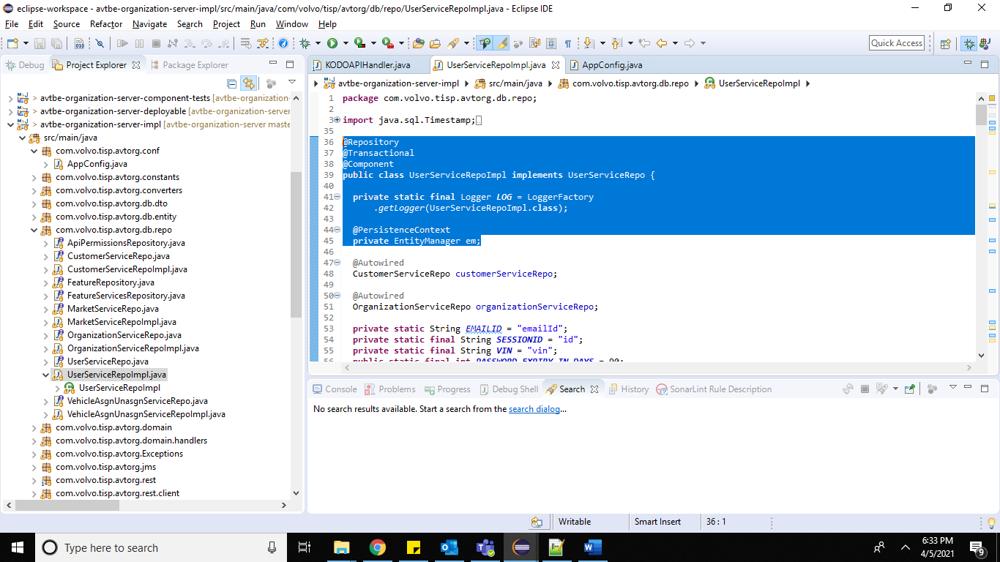 eclipse-workspace - avtbe-organization-server-impl/src/main/java/com/volvo/tisp/avtorg/db/repo/UserServiceRepoImpl.java - Eclipse IDE
File Edit Source Refactor Navigate Search Project Run Window Help
Quick Access
Debug Project Explorer Package Explorer
KODOAPIHandler.java UserServiceRepoImpl.java AppConfig.java
avtbe-organization-server-impl src/main/java com.volvo.tisp.avtorg.db.repo UserServiceRepoImpl
> avtbe-organization-server-component-tests [avtbe-organization-
> avtbe-organization-server-deployable [avtbe-organization-server
> avtbe-organization-server-impl [avtbe-organization-server maste
src/main/java
com.volvo.tisp.avtorg.conf
AppConfig.java
com.volvo.tisp.avtorg.constants
com.volvo.tisp.avtorg.converters
com.volvo.tisp.avtorg.db.dto
com.volvo.tisp.avtorg.db.entity
com.volvo.tisp.avtorg.db.repo
ApiPermissionsRepository.java
CustomerServiceRepo.java
CustomerServiceRepoImpl.java
FeatureRepository.java
FeatureServicesRepository.java
MarketServiceRepo.java
MarketServiceRepoImpl.java
OrganizationServiceRepo.java
OrganizationServiceRepoImpl.java
UserServiceRepo.java
UserServiceRepoImpl.java
UserServiceRepoImpl
VehicleAsgnUnasgnServiceRepo.java
VehicleAsgnUnasgnServiceRepoImpl.java
com.volvo.tisp.avtorg.domain
com.volvo.tisp.avtorg.domain.handlers
com.volvo.tisp.avtorg.Exceptions
com.volvo.tisp.avtorg.jms
com.volvo.tisp.avtorg.rest
com.volvo.tisp.avtorg.rest.client
1 package com.volvo.tisp.avtorg.db.repo;
2
3 import java.sql.Timestamp;
35
36 @Repository
37 @Transactional
38 @Component
39 public class UserServiceRepoImpl implements UserServiceRepo {
40
41 private static final Logger LOG = LoggerFactory
42 .getLogger(UserServiceRepoImpl.class);
43
44 @PersistenceContext
45 private EntityManager em;
46
47 @Autowired
48 CustomerServiceRepo customerServiceRepo;
49
50 @Autowired
51 OrganizationServiceRepo organizationServiceRepo;
52
53 private static String EMAILID = "emailId";
54 private static final String SESSIONID = "id";
55 private static final String VIN = "vin";
56 public static final int PASSWORD_EXPIRY_IN_DAYS = 90;
Console Problems Progress Debug Shell Search History SonarLint Rule Description
No search results available. Start a search from the search dialog...
Writable Smart Insert 36 : 1
Type here to search
6:33 PM
4/5/2021
9